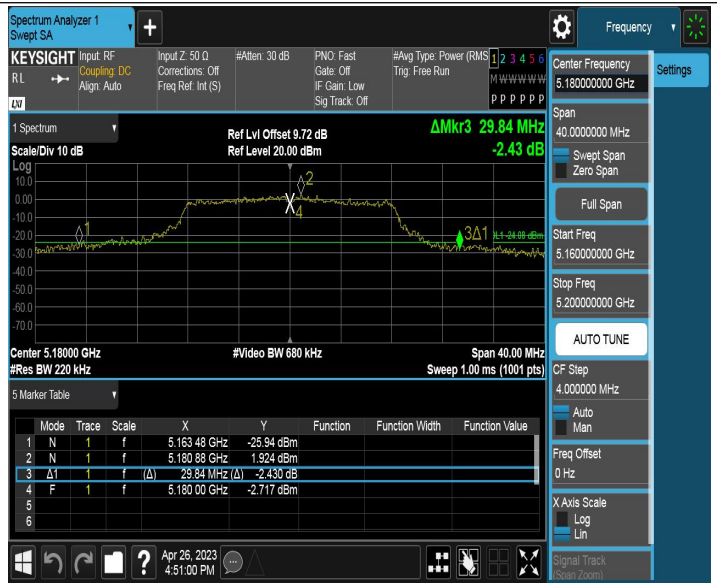 Spectrum Analyzer 1
Swept SA
Frequency
KEYSIGHT Input: RF Input Z: 50 Ω #Atten: 30 dB PNO: Fast #Avg Type: Power (RMS 1 2 3 4 5 6
RL Coupling: DC Corrections: Off Gate: Off Trig: Free Run
Align: Auto Freq Ref: Int (S) IF Gain: Low M W W W W W
LXI Sig Track: Off P P P P P P
1 Spectrum
Ref Lvl Offset 9.72 dB
ΔMkr3 29.84 MHz
Scale/Div 10 dB Ref Level 20.00 dBm -2.43 dB
Log
10.0
0.00
-10.0
-20.0
-30.0
-40.0
-50.0
-60.0
-70.0
1
2
4
3Δ1
DL1 -24.08 dBm
Center 5.18000 GHz #Video BW 680 kHz Span 40.00 MHz
#Res BW 220 kHz Sweep 1.00 ms (1001 pts)
5 Marker Table
Mode Trace Scale X Y Function Function Width Function Value
1 N 1 f 5.163 48 GHz -25.94 dBm
2 N 1 f 5.180 88 GHz 1.924 dBm
3 Δ1 1 f (Δ) 29.84 MHz (Δ) -2.430 dB
4 F 1 f 5.180 00 GHz -2.717 dBm
5
6
Apr 26, 2023
4:51:00 PM
Center Frequency
5.180000000 GHz
Span
40.0000000 MHz
Swept Span
Zero Span
Full Span
Start Freq
5.160000000 GHz
Stop Freq
5.200000000 GHz
AUTO TUNE
CF Step
4.000000 MHz
Auto
Man
Freq Offset
0 Hz
X Axis Scale
Log
Lin
Signal Track
(Span Zoom)
Settings